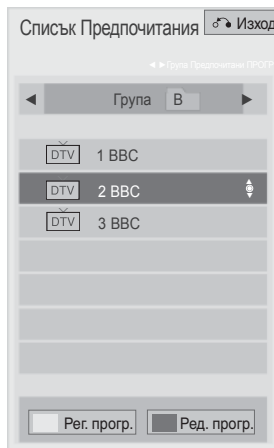 Списък Предпочитания Изход
◄ ►Група Предпочитани ПРОГР
Група B
DTV 1 BBC
DTV 2 BBC
DTV 3 BBC
Рег. прогр. Ред. прогр.